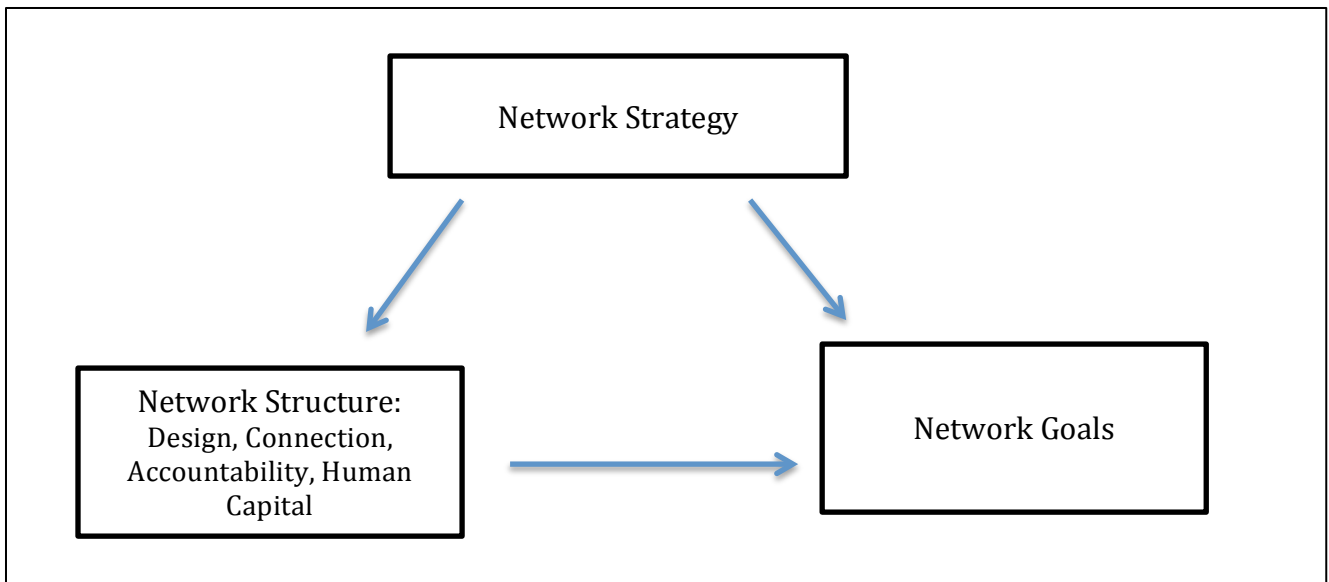 Network Strategy
Network Structure:
Design, Connection,
Accountability, Human
Capital
Network Goals